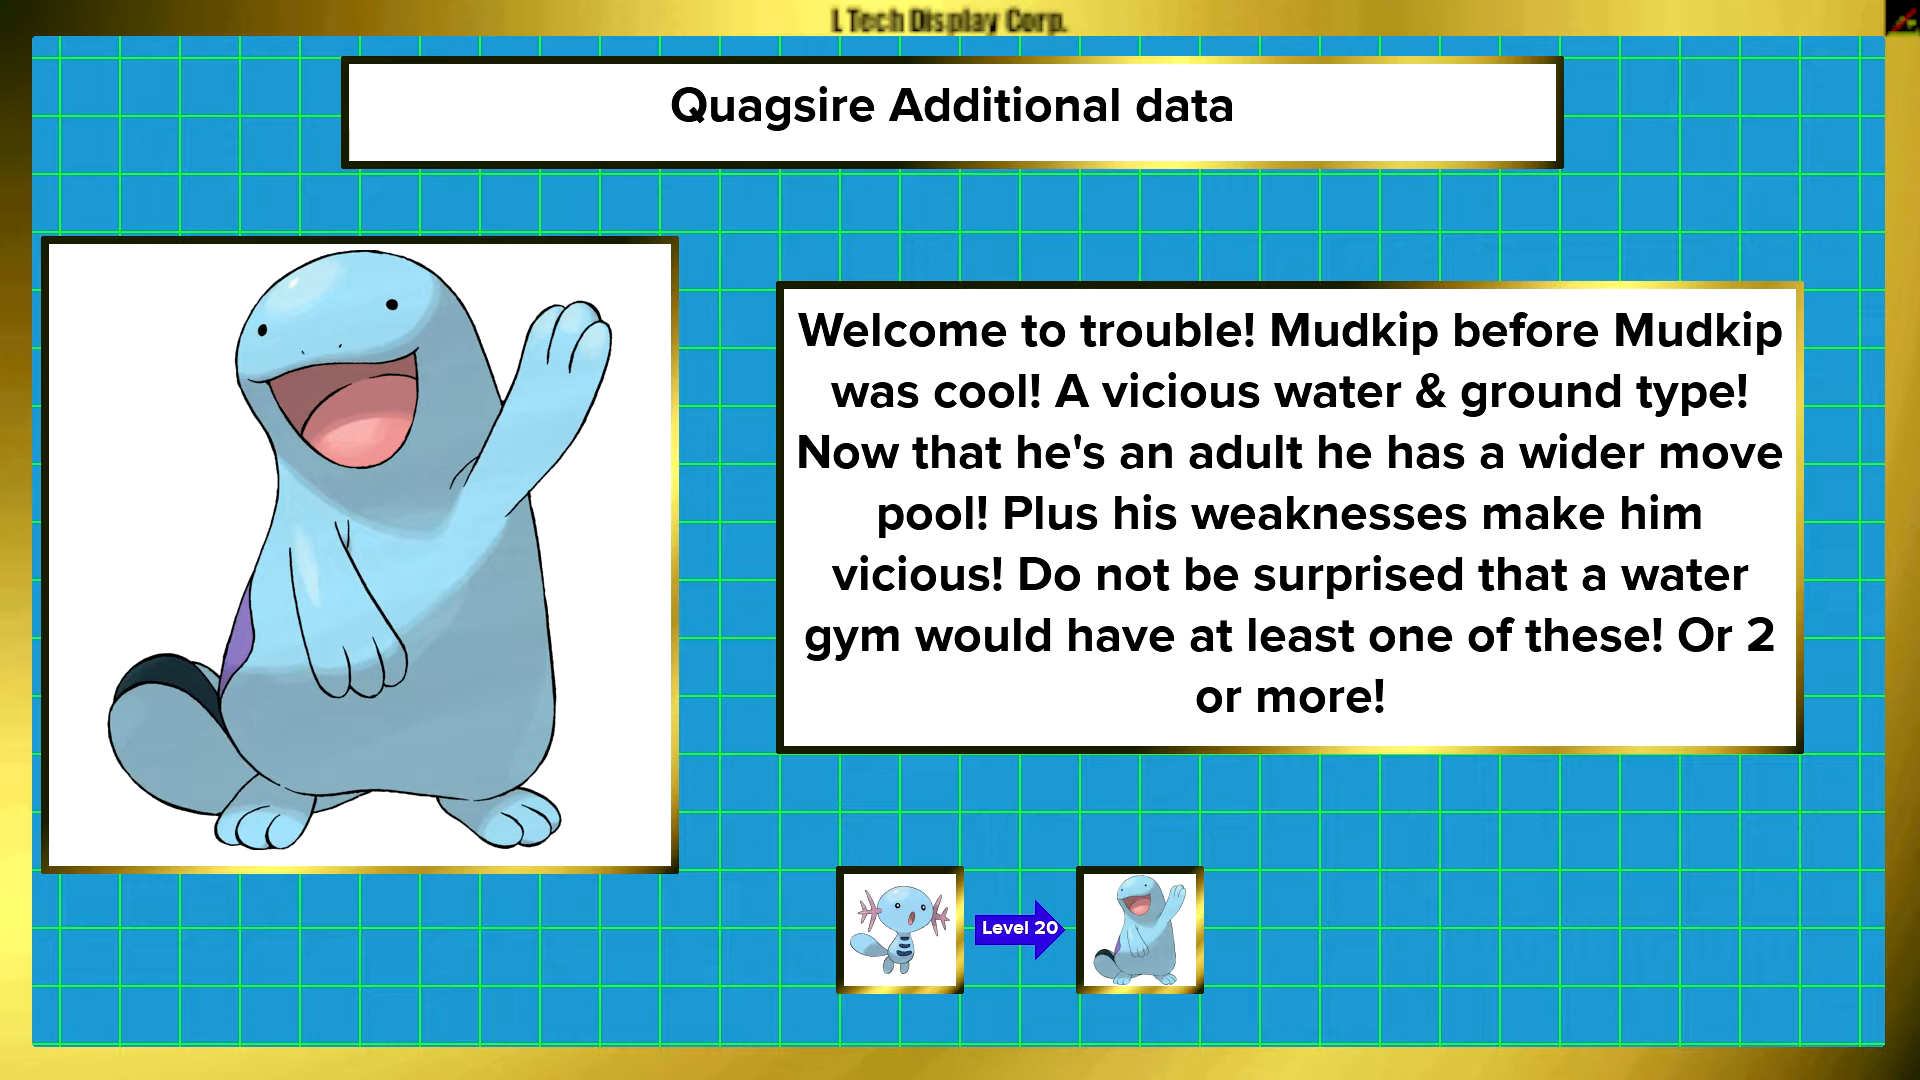 L Tech Display Corp.
Quagsire Additional data
Welcome to trouble! Mudkip before Mudkip
was cool! A vicious water & ground type!
Now that he's an adult he has a wider move
pool! Plus his weaknesses make him
vicious! Do not be surprised that a water
gym would have at least one of these! Or 2
or more!
Level 20